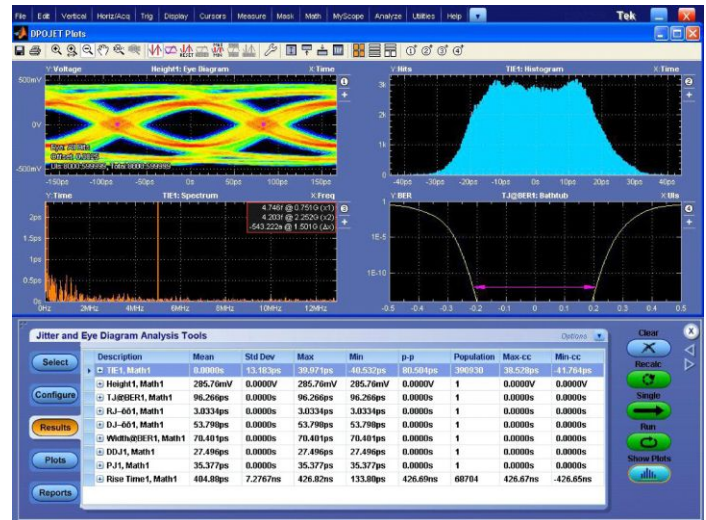 File Edit Vertical Horiz/Acq Trig Display Cursors Measure Mask Math MyScope Analyze Utilities Help Tek
DPOJET Plots
Y:Voltage Height1: Eye Diagram X:Time
500mV
0V
-500mV
-150ps -100ps -50ps 0s 50ps 100ps 150ps
Y:Hits TIE1: Histogram X:Time
3k
2k
1k
0
-40ps -30ps -20ps -10ps 0s 10ps 20ps 30ps 40ps
Y:Time TIE1: Spectrum X:Freq
4.746f @ 0.751G (x1)
4.203f @ 2.252G (x2)
-543.222a @ 1.501G (Δx)
2ps
1.5ps
1ps
0.5ps
0Hz 2MHz 4MHz 6MHz 8MHz 10MHz 12MHz
Y:BER TJ@BER1: Bathtub X:UIs
1
1E-5
1E-10
-0.5 -0.4 -0.3 -0.2 -0.1 0 0.1 0.2 0.3 0.4 0.5
Jitter and Eye Diagram Analysis Tools Options
Clear
Recalc
Single
Run
Show Plots
Select
Configure
Results
Plots
Reports
Description Mean Std Dev Max Min p-p Population Max-cc Min-cc
TIE1, Math1 0.0000s 13.183ps 39.971ps -40.532ps 80.504ps 390930 38.528ps -41.764ps
Height1, Math1 285.76mV 0.0000V 285.76mV 285.76mV 0.0000V 1 0.0000V 0.0000V
TJ@BER1, Math1 96.266ps 0.0000s 96.266ps 96.266ps 0.0000s 1 0.0000s 0.0000s
RJ-δδ1, Math1 3.0334ps 0.0000s 3.0334ps 3.0334ps 0.0000s 1 0.0000s 0.0000s
DJ-δδ1, Math1 53.798ps 0.0000s 53.798ps 53.798ps 0.0000s 1 0.0000s 0.0000s
Width@BER1, Math1 70.401ps 0.0000s 70.401ps 70.401ps 0.0000s 1 0.0000s 0.0000s
DDJ1, Math1 27.496ps 0.0000s 27.496ps 27.496ps 0.0000s 1 0.0000s 0.0000s
PJ1, Math1 35.377ps 0.0000s 35.377ps 35.377ps 0.0000s 1 0.0000s 0.0000s
Rise Time1, Math1 404.88ps 7.2767ns 426.82ns 133.80ps 426.69ns 68704 426.67ns -426.65ns